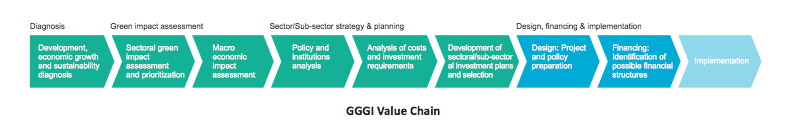 Diagnosis
Green impact assessment
Sector/Sub-sector strategy & planning
Design, financing & implementation
Development,
economic growth
and sustainability
diagnosis
Sectoral green
impact
assessment
and prioritization
Macro
economic
impact
assessment
Policy and
institutions
analysis
Analysis of costs
and investment
requirements
Development of
sectoral/sub-sector
al investment plans
and selection
Design: Project
and policy
preparation
Financing:
Identification of
possible financial
structures
Implementation
GGGI Value Chain